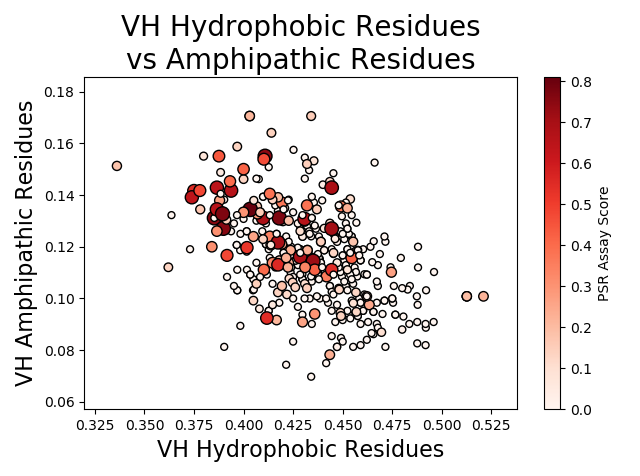 VH Hydrophobic Residues
vs Amphipathic Residues
0.18
0.16
0.14
0.12
0.10
0.08
0.06
VH Amphipathic Residues
0.325 0.350 0.375 0.400 0.425 0.450 0.475 0.500 0.525
VH Hydrophobic Residues
0.8
0.7
0.6
0.5
0.4
0.3
0.2
0.1
0.0
PSR Assay Score